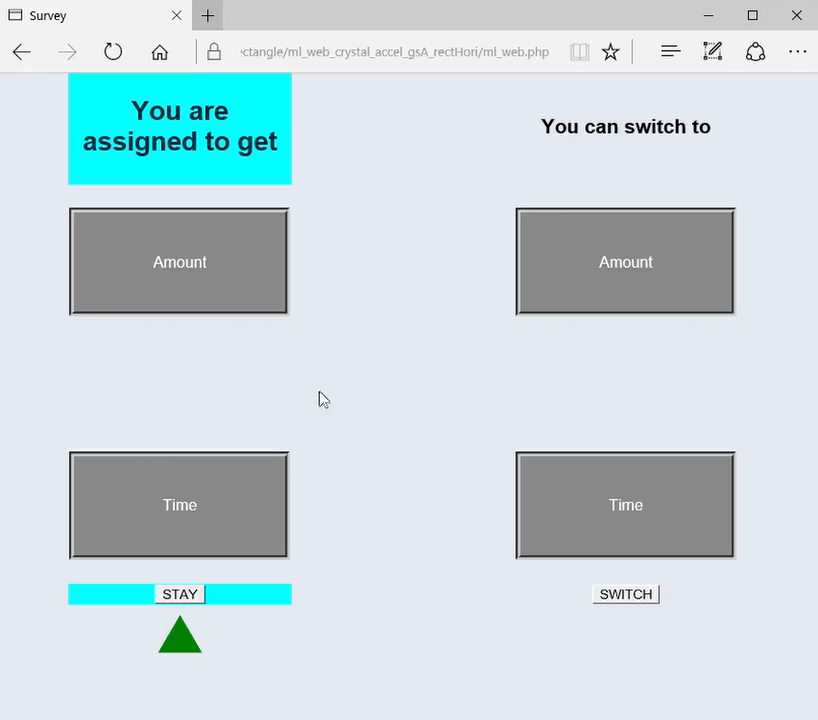 Survey
ctangle/ml_web_crystal_accel_gsA_rectHori/ml_web.php
You are
assigned to get
You can switch to
Amount
Amount
Time
Time
STAY
SWITCH